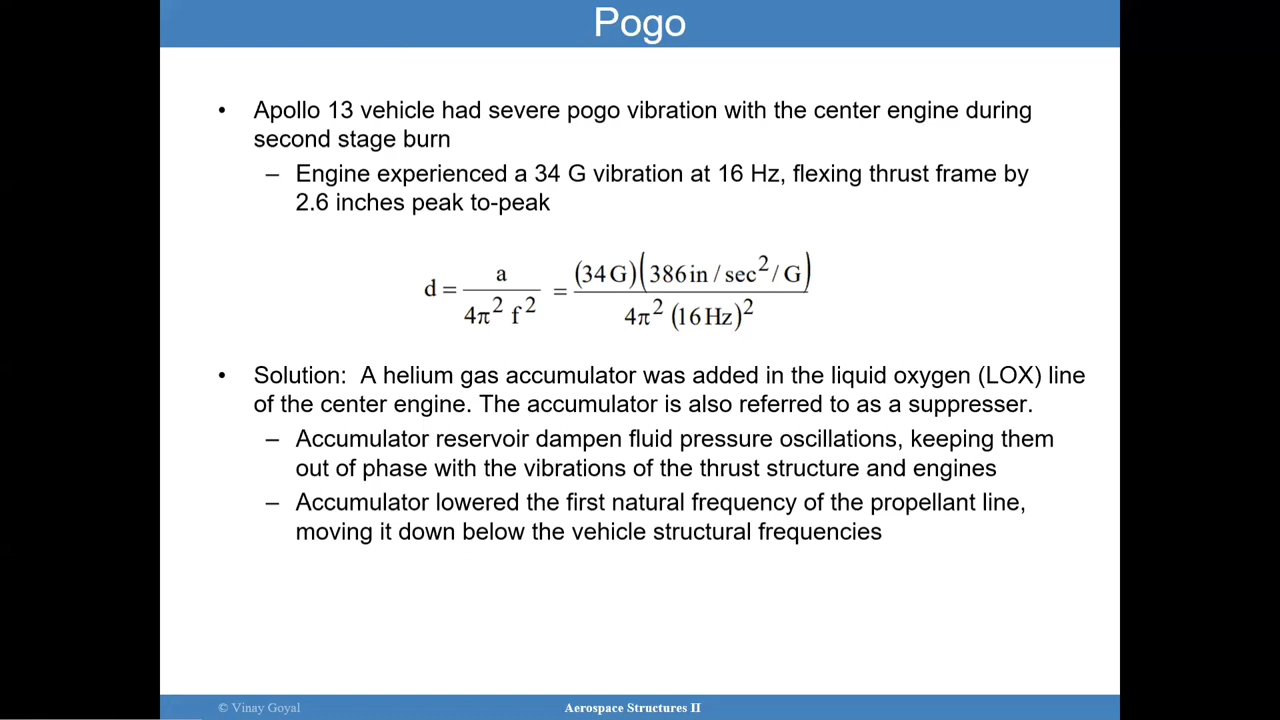 Pogo
• Apollo 13 vehicle had severe pogo vibration with the center engine during
second stage burn
– Engine experienced a 34 G vibration at 16 Hz, flexing thrust frame by
2.6 inches peak to-peak
d = a / 4π² f² = (34 G)(386 in / sec² / G) / 4π² (16 Hz)²
• Solution: A helium gas accumulator was added in the liquid oxygen (LOX) line
of the center engine. The accumulator is also referred to as a suppresser.
– Accumulator reservoir dampen fluid pressure oscillations, keeping them
out of phase with the vibrations of the thrust structure and engines
– Accumulator lowered the first natural frequency of the propellant line,
moving it down below the vehicle structural frequencies
© Vinay Goyal
Aerospace Structures II